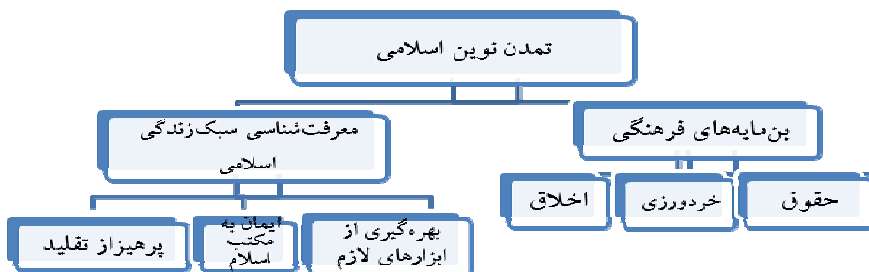 تمدن نوین اسلامی
بن‌مایه‌های فرهنگی
معرفت‌شناسی سبک‌زندگی
اسلامی
حقوق
خردورزی
اخلاق
بهره‌گیری از
ابزارهای لازم
ایمان به
مکتب
اسلام
پرهیزاز تقلید